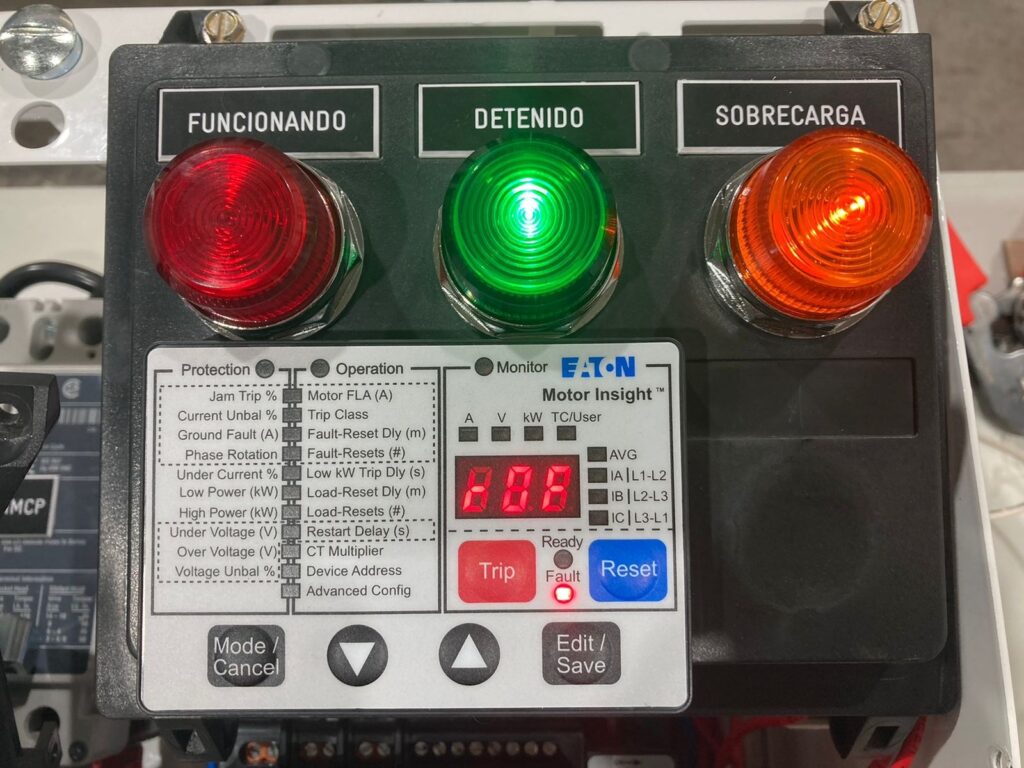 FUNCIONANDO
DETENIDO
SOBRECARGA
Protection
Operation
Jam Trip %
Motor FLA (A)
Current Unbal %
Trip Class
Ground Fault (A)
Fault-Reset Dly (m)
Phase Rotation
Fault-Resets (#)
Under Current %
Low kW Trip Dly (s)
Low Power (kW)
Load-Reset Dly (m)
High Power (kW)
Load-Resets (#)
Under Voltage (V)
Restart Delay (s)
Over Voltage (V)
CT Multiplier
Voltage Unbal %
Device Address
Advanced Config
Monitor
EATON
Motor Insight™
A V kW TC/User
AVG
IA | L1-L2
IB | L2-L3
IC | L3-L1
Ready
Trip
Fault
Reset
Mode /
Cancel
Edit /
Save
MCP